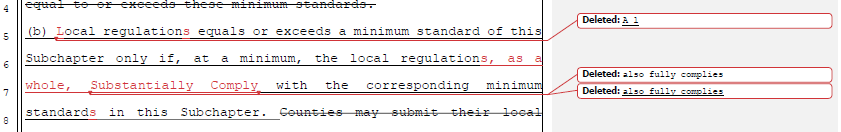 4 equal to or exceeds these minimum standards.
5 (b) Local regulations equals or exceeds a minimum standard of this
Deleted: A l
6 Subchapter only if, at a minimum, the local regulations, as a
7 whole, Substantially Comply with the corresponding minimum
Deleted: also fully complies
Deleted: also fully complies
8 standards in this Subchapter. Counties may submit their local